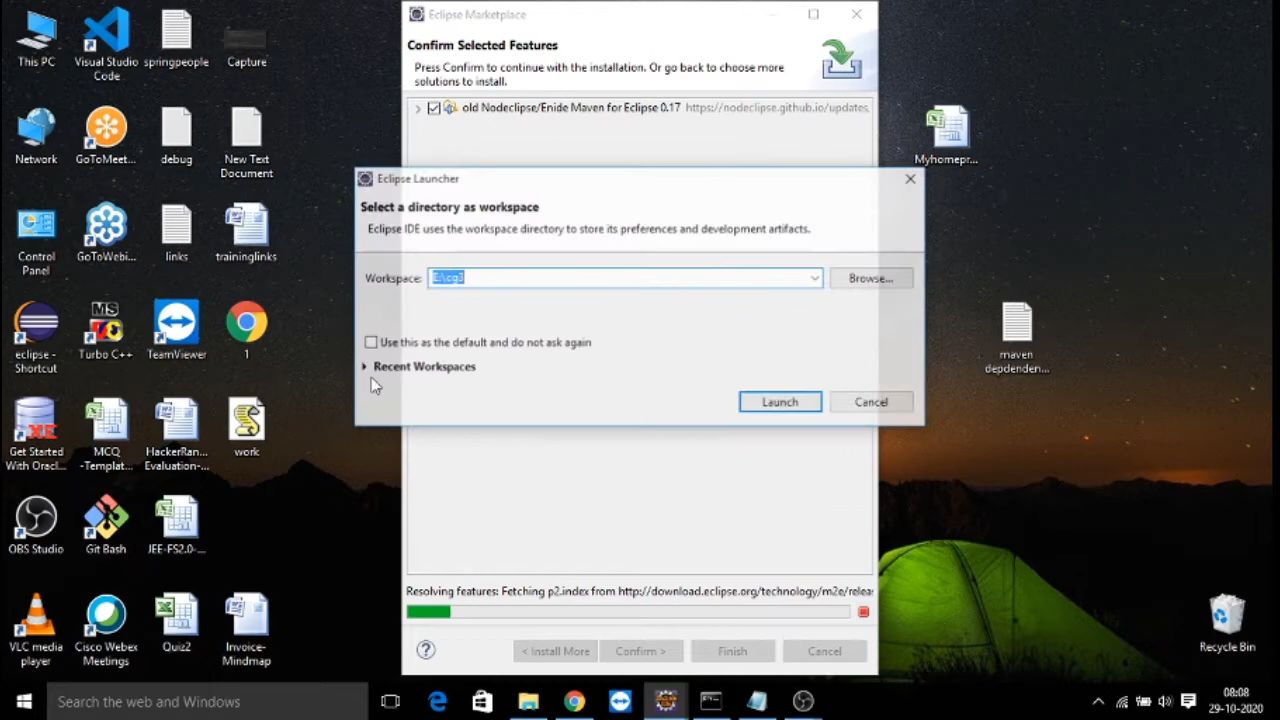 Eclipse Marketplace
Confirm Selected Features
Press Confirm to continue with the installation. Or go back to choose more
solutions to install.
old Nodeclipse/Enide Maven for Eclipse 0.17 https://nodeclipse.github.io/updates
Eclipse Launcher
Select a directory as workspace
Eclipse IDE uses the workspace directory to store its preferences and development artifacts.
Workspace: E:\cg3 Browse...
Use this as the default and do not ask again
Recent Workspaces
Launch Cancel
Resolving features: Fetching p2.index from http://download.eclipse.org/technology/m2e/relea
? < Install More Confirm > Finish Cancel
This PC
Visual Studio
Code
springpeople
Capture
Network
GoToMeet...
debug
New Text
Document
Control
Panel
GoToWebi...
links
traininglinks
eclipse -
Shortcut
MS
TC
Turbo C++
TeamViewer
1
XE
Get Started
With Oracl...
MCQ
-Templat...
HackerRan...
Evaluation-...
work
OBS Studio
Git Bash
JEE-FS2.0-...
VLC media
player
Cisco Webex
Meetings
Quiz2
Invoice-
Mindmap
Myhomepr...
maven
depdenden...
Recycle Bin
Search the web and Windows
08:08
29-10-2020